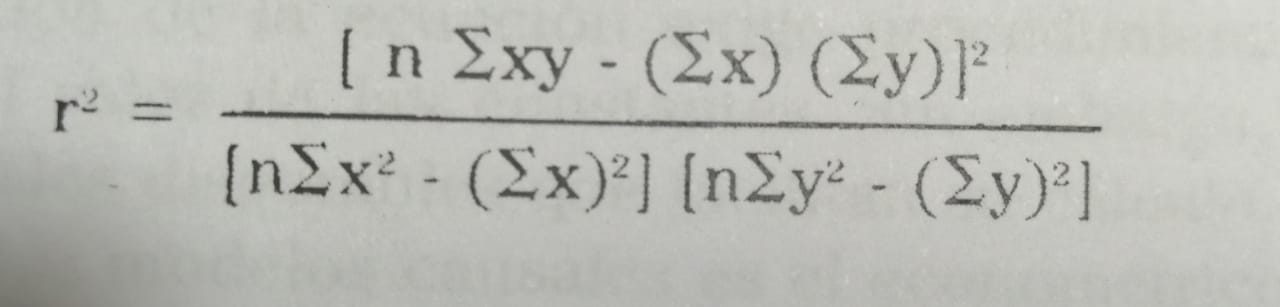 r² = [ n Σxy - (Σx) (Σy)]² / [nΣx² - (Σx)²] [nΣy² - (Σy)²]